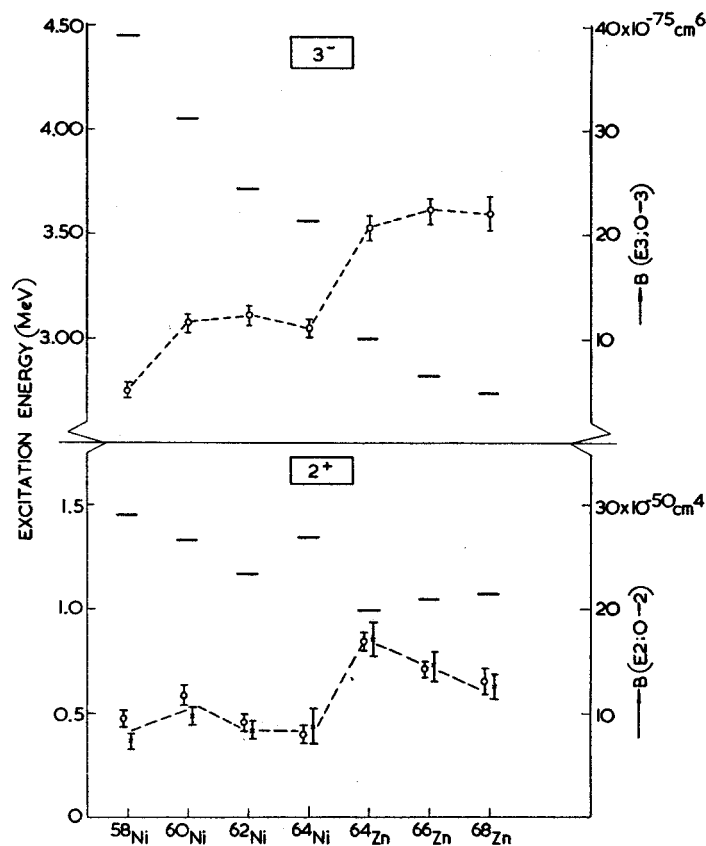 4.50
4.00
3.50
3.00
EXCITATION ENERGY (MeV)
3⁻
40x10⁻⁷⁵cm⁶
30
20
10
B(E3;0-3)
2⁺
1.5
1.0
0.5
0
30x10⁻⁵⁰cm⁴
20
10
B(E2:0-2)
⁵⁸Ni ⁶⁰Ni ⁶²Ni ⁶⁴Ni ⁶⁴Zn ⁶⁶Zn ⁶⁸Zn